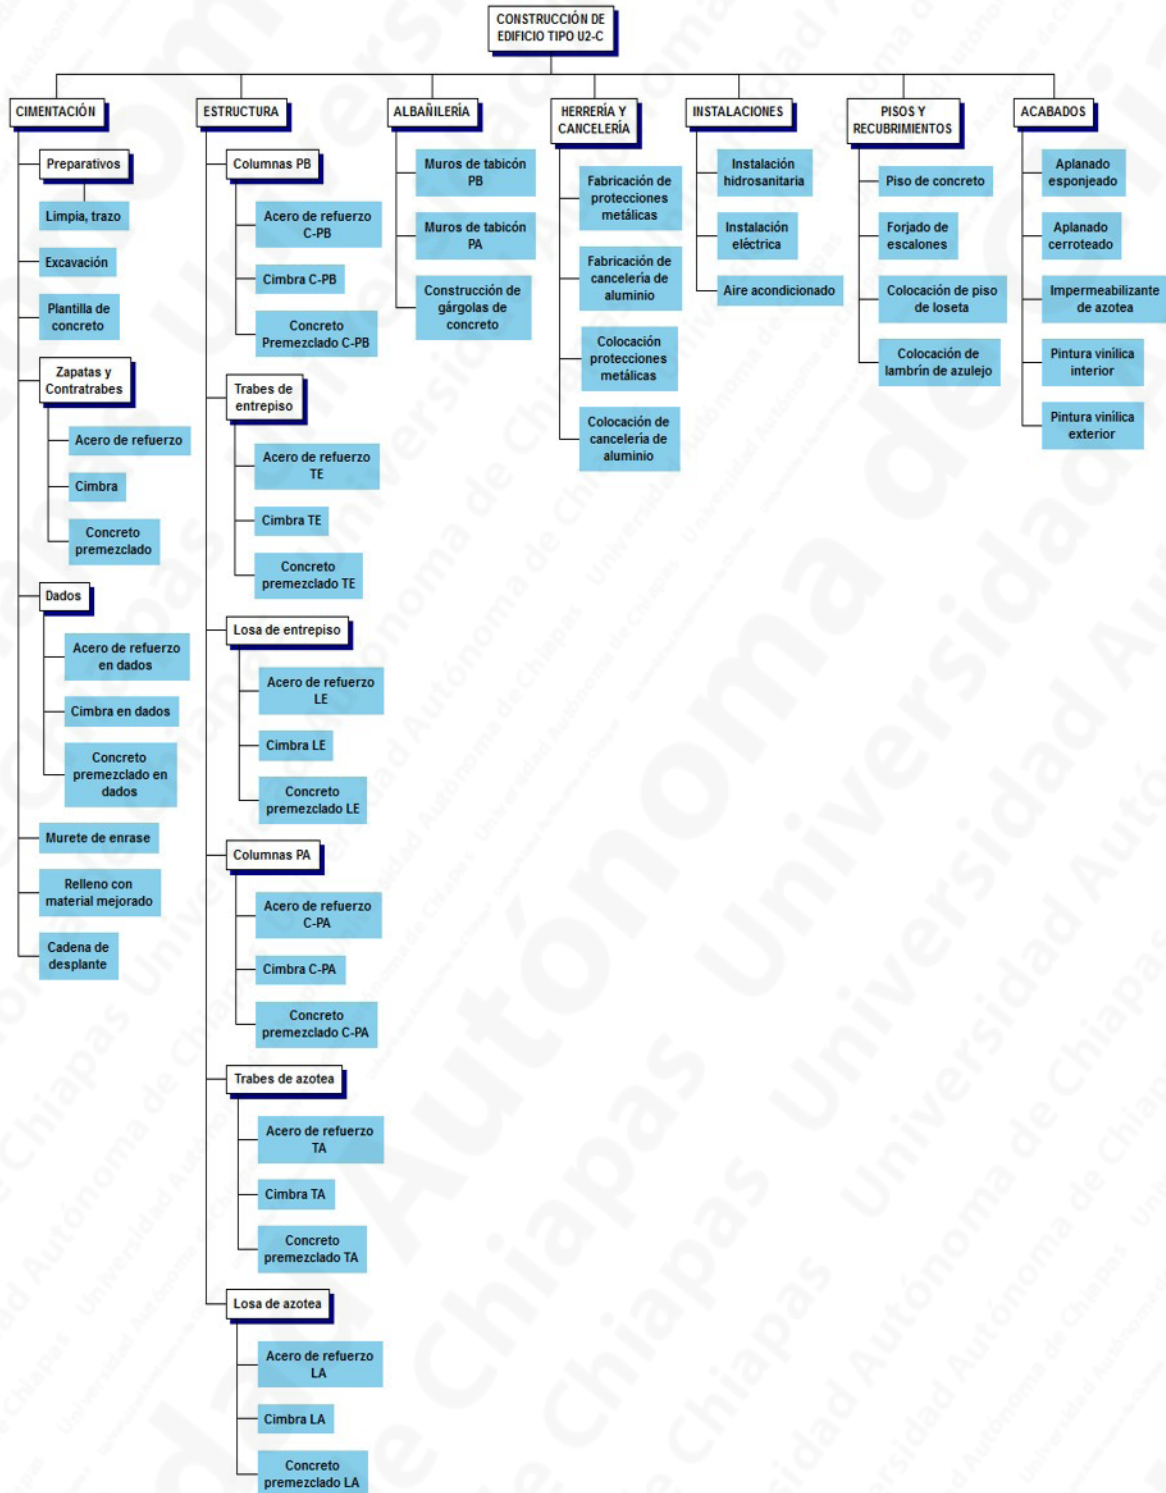 CONSTRUCCIÓN DE
EDIFICIO TIPO U2-C
CIMENTACIÓN
Preparativos
Limpia, trazo
Excavación
Plantilla de
concreto
Zapatas y
Contratrabes
Acero de refuerzo
Cimbra
Concreto
premezclado
Dados
Acero de refuerzo
en dados
Cimbra en dados
Concreto
premezclado en
dados
Murete de enrase
Relleno con
material mejorado
Cadena de
desplante
ESTRUCTURA
Columnas PB
Acero de refuerzo
C-PB
Cimbra C-PB
Concreto
Premezclado C-PB
Trabes de
entrepiso
Acero de refuerzo
TE
Cimbra TE
Concreto
premezclado TE
Losa de entrepiso
Acero de refuerzo
LE
Cimbra LE
Concreto
premezclado LE
Columnas PA
Acero de refuerzo
C-PA
Cimbra C-PA
Concreto
premezclado C-PA
Trabes de azotea
Acero de refuerzo
TA
Cimbra TA
Concreto
premezclado TA
Losa de azotea
Acero de refuerzo
LA
Cimbra LA
Concreto
premezclado LA
ALBAÑILERÍA
Muros de tabicón
PB
Muros de tabicón
PA
Construcción de
gárgolas de
concreto
HERRERÍA Y
CANCELERÍA
Fabricación de
protecciones
metálicas
Fabricación de
cancelería de
aluminio
Colocación
protecciones
metálicas
Colocación de
cancelería de
aluminio
INSTALACIONES
Instalación
hidrosanitaria
Instalación
eléctrica
Aire acondicionado
PISOS Y
RECUBRIMIENTOS
Piso de concreto
Forjado de
escalones
Colocación de piso
de loseta
Colocación de
lambrín de azulejo
ACABADOS
Aplanado
esponjeado
Aplanado
cerroteado
Impermeabilizante
de azotea
Pintura vinílica
interior
Pintura vinílica
exterior
Universidad Autónoma de Chiapas